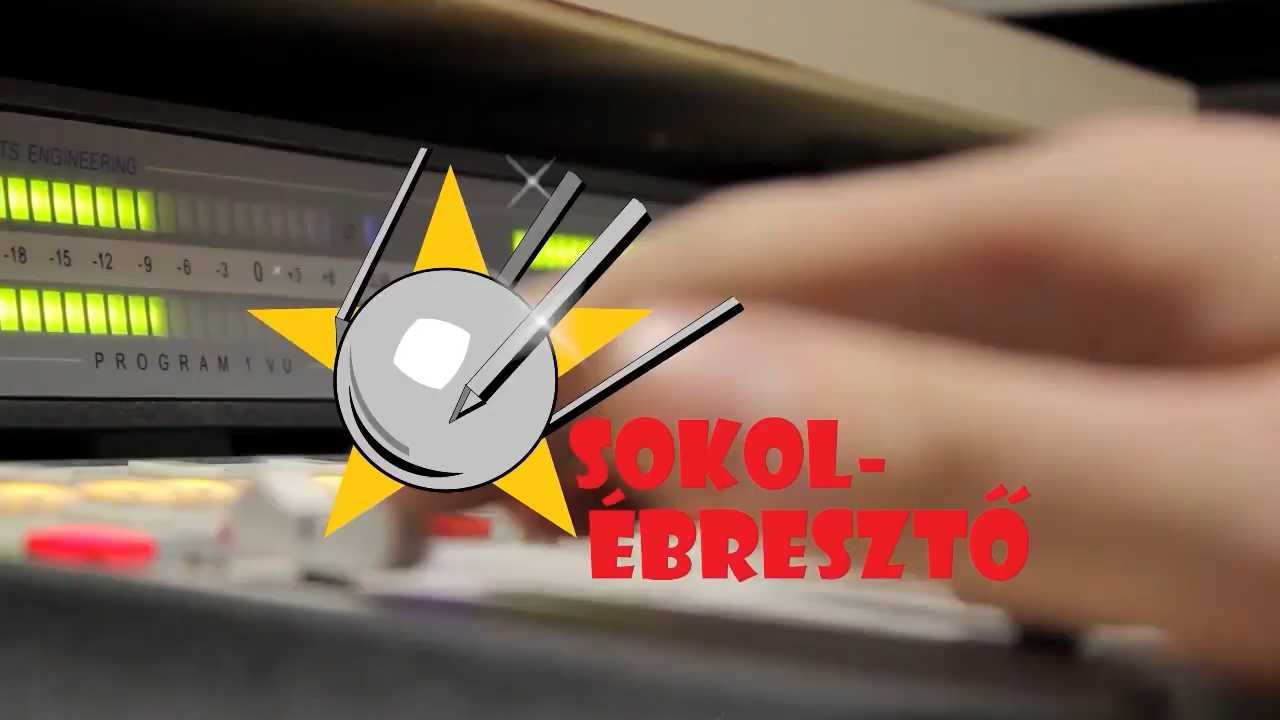 TS ENGINEERING
-18 -15 -12 -9 -6 -3 0 +3 +6
PROGRAM 1 VU
SOKOL-
ÉBRESZTŐ